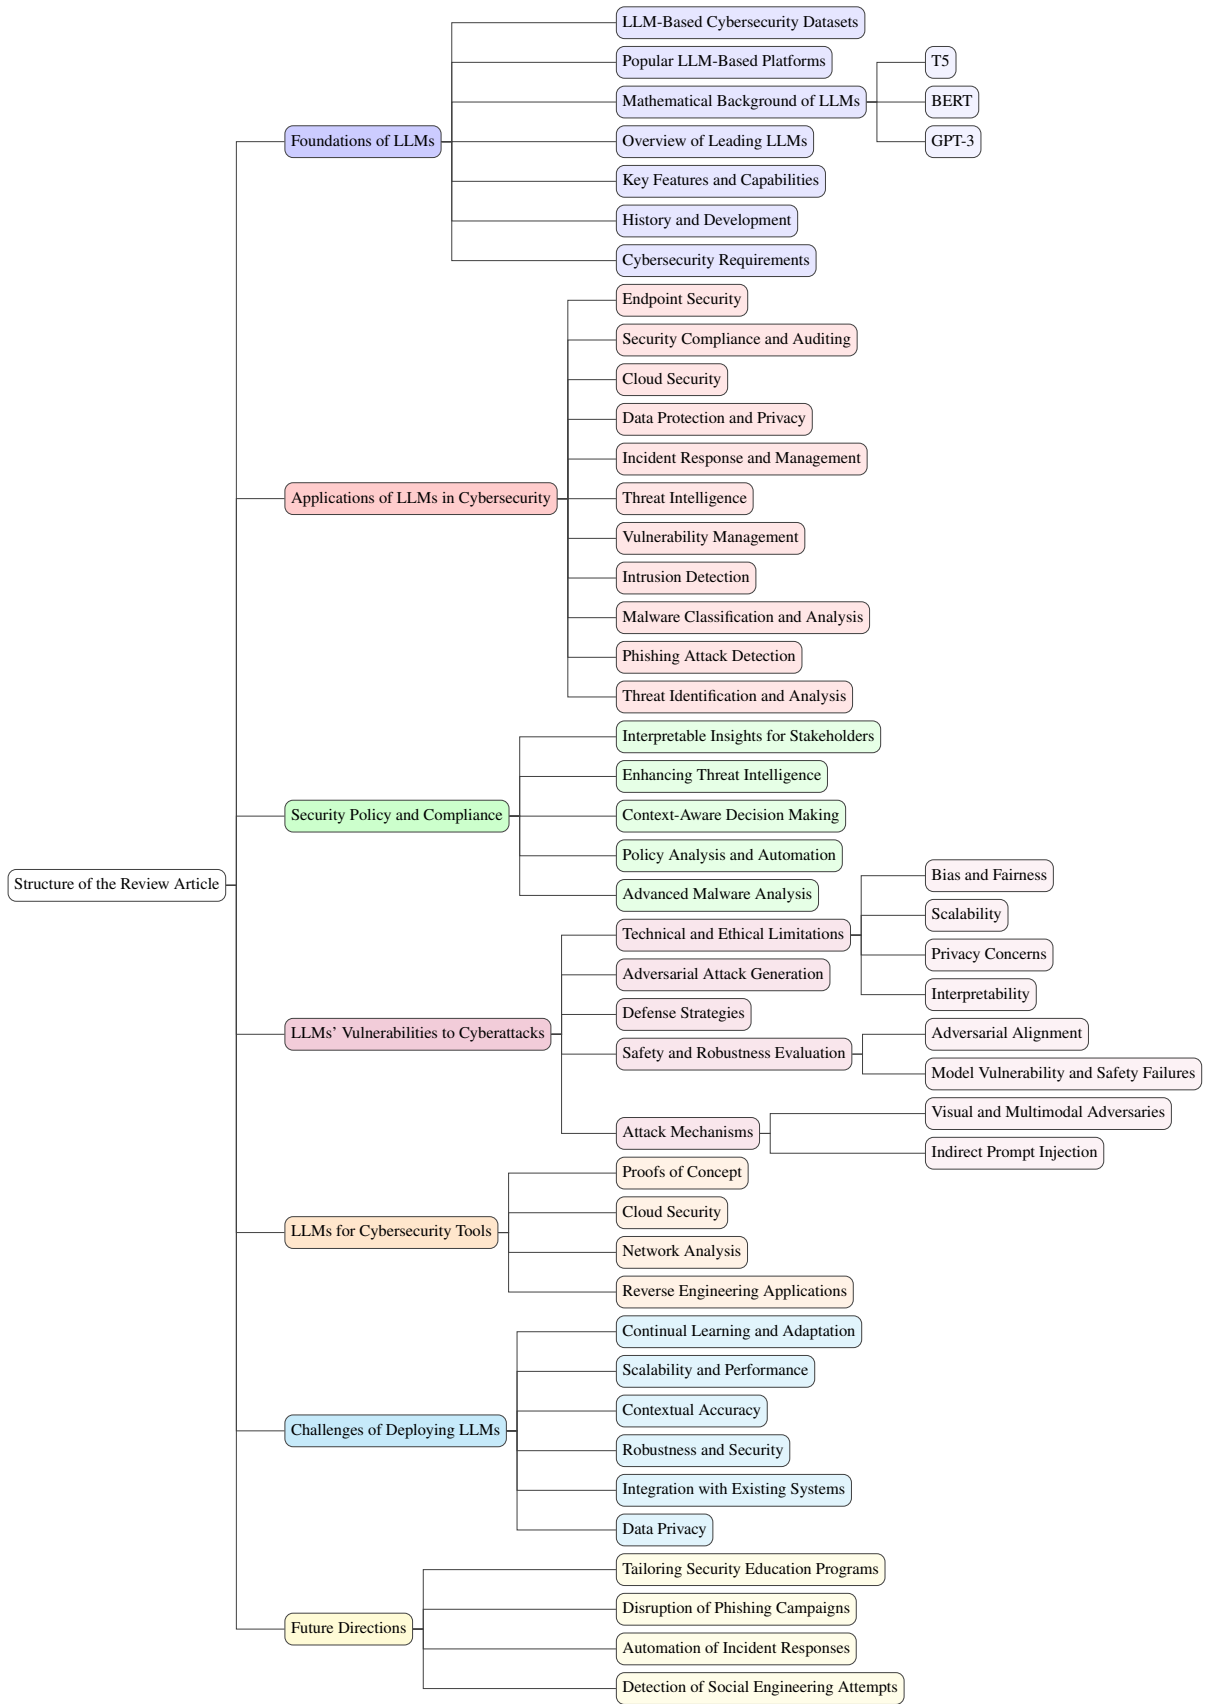 Structure of the Review Article
Foundations of LLMs
LLM-Based Cybersecurity Datasets
Popular LLM-Based Platforms
Mathematical Background of LLMs
T5
BERT
GPT-3
Overview of Leading LLMs
Key Features and Capabilities
History and Development
Cybersecurity Requirements
Applications of LLMs in Cybersecurity
Endpoint Security
Security Compliance and Auditing
Cloud Security
Data Protection and Privacy
Incident Response and Management
Threat Intelligence
Vulnerability Management
Intrusion Detection
Malware Classification and Analysis
Phishing Attack Detection
Threat Identification and Analysis
Security Policy and Compliance
Interpretable Insights for Stakeholders
Enhancing Threat Intelligence
Context-Aware Decision Making
Policy Analysis and Automation
Advanced Malware Analysis
LLMs’ Vulnerabilities to Cyberattacks
Technical and Ethical Limitations
Bias and Fairness
Scalability
Privacy Concerns
Interpretability
Adversarial Attack Generation
Defense Strategies
Safety and Robustness Evaluation
Adversarial Alignment
Model Vulnerability and Safety Failures
Attack Mechanisms
Visual and Multimodal Adversaries
Indirect Prompt Injection
LLMs for Cybersecurity Tools
Proofs of Concept
Cloud Security
Network Analysis
Reverse Engineering Applications
Challenges of Deploying LLMs
Continual Learning and Adaptation
Scalability and Performance
Contextual Accuracy
Robustness and Security
Integration with Existing Systems
Data Privacy
Future Directions
Tailoring Security Education Programs
Disruption of Phishing Campaigns
Automation of Incident Responses
Detection of Social Engineering Attempts